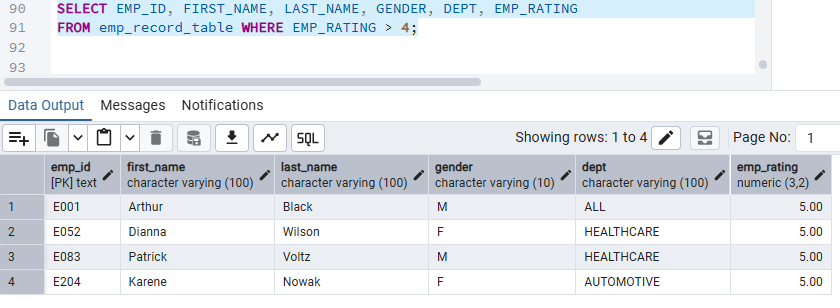 90 SELECT EMP_ID, FIRST_NAME, LAST_NAME, GENDER, DEPT, EMP_RATING
91 FROM emp_record_table WHERE EMP_RATING > 4;
92
93
Data Output Messages Notifications
SQL Showing rows: 1 to 4 Page No: 1
emp_id first_name last_name gender dept emp_rating
[PK] text character varying (100) character varying (100) character varying (10) character varying (100) numeric (3,2)
1 E001 Arthur Black M ALL 5.00
2 E052 Dianna Wilson F HEALTHCARE 5.00
3 E083 Patrick Voltz M HEALTHCARE 5.00
4 E204 Karene Nowak F AUTOMOTIVE 5.00